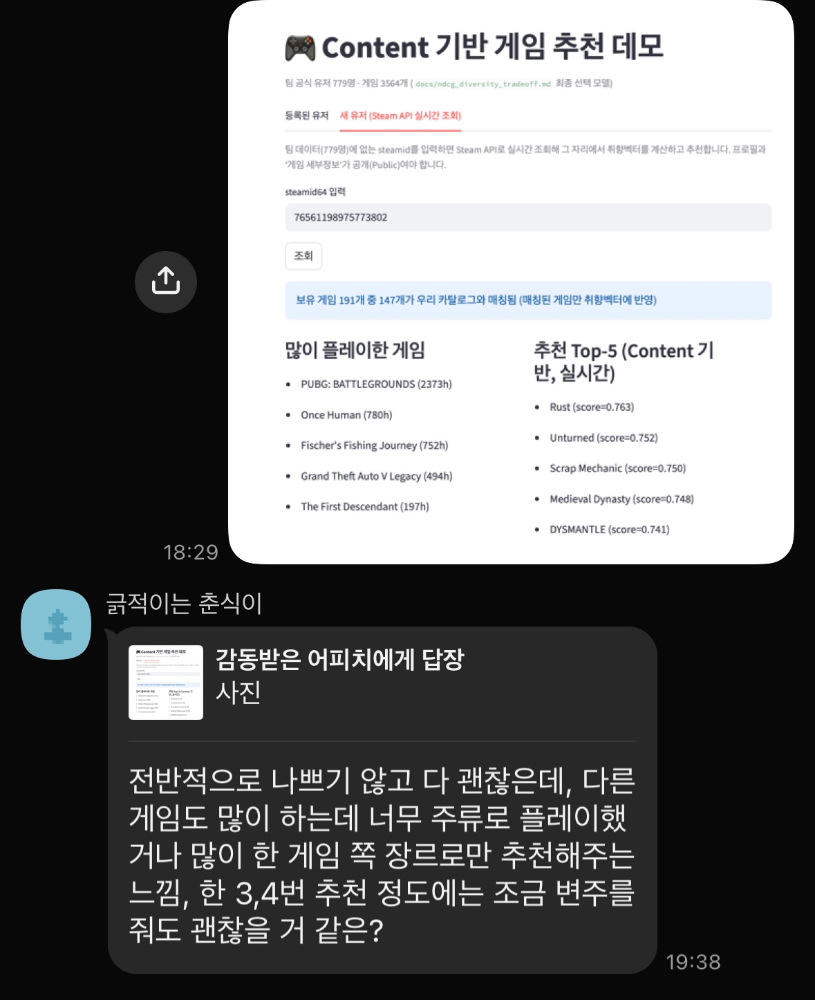 🎮 Content 기반 게임 추천 데모
팀 공식 유저 779명 · 게임 3564개 ( docs/ndcg_diversity_tradeoff.md 최종 선택 모델)
등록된 유저 새 유저 (Steam API 실시간 조회)
팀 데이터(779명)에 없는 steamid를 입력하면 Steam API로 실시간 조회해 그 자리에서 취향벡터를 계산하고 추천합니다. 프로필과
'게임 세부정보'가 공개(Public)여야 합니다.
steamid64 입력
76561198975773802
조회
보유 게임 191개 중 147개가 우리 카탈로그와 매칭됨 (매칭된 게임만 취향벡터에 반영)
많이 플레이한 게임
• PUBG: BATTLEGROUNDS (2373h)
• Once Human (780h)
• Fischer's Fishing Journey (752h)
• Grand Theft Auto V Legacy (494h)
• The First Descendant (197h)
추천 Top-5 (Content 기
반, 실시간)
• Rust (score=0.763)
• Unturned (score=0.752)
• Scrap Mechanic (score=0.750)
• Medieval Dynasty (score=0.748)
• DYSMANTLE (score=0.741)
18:29
긁적이는 춘식이
감동받은 어피치에게 답장
사진
전반적으로 나쁘기 않고 다 괜찮은데, 다른
게임도 많이 하는데 너무 주류로 플레이했
거나 많이 한 게임 쪽 장르로만 추천해주는
느낌, 한 3,4번 추천 정도에는 조금 변주를
줘도 괜찮을 거 같은?
19:38